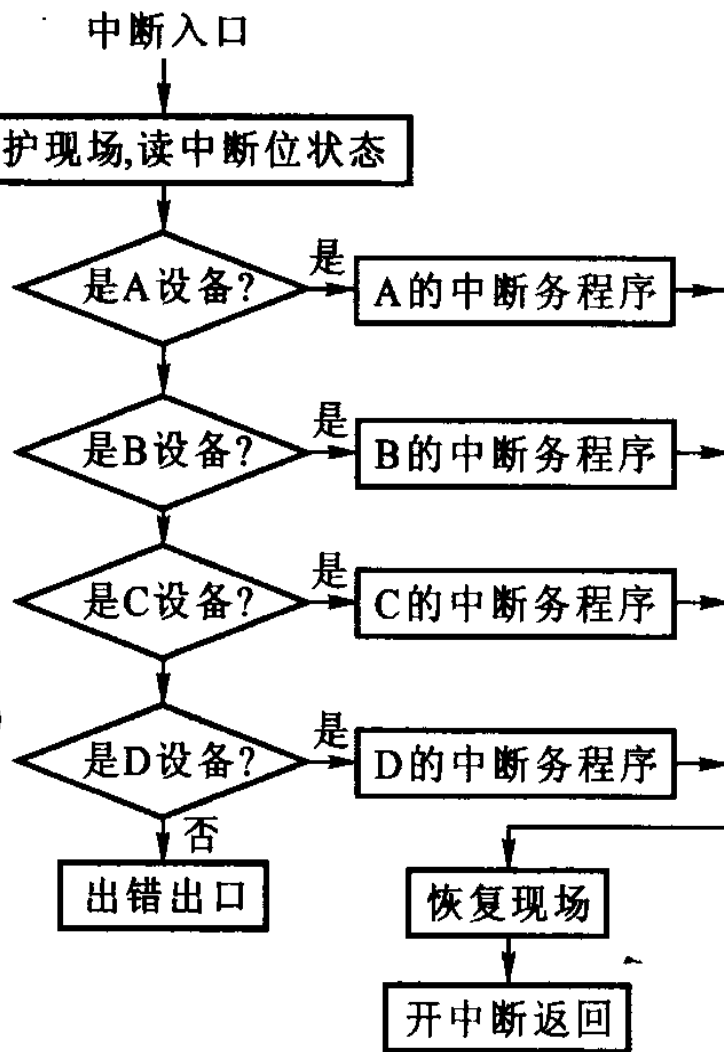 中断入口
护现场,读中断位状态
是A设备?
是
A的中断务程序
是B设备?
是
B的中断务程序
是C设备?
是
C的中断务程序
是D设备?
是
D的中断务程序
否
出错出口
恢复现场
开中断返回